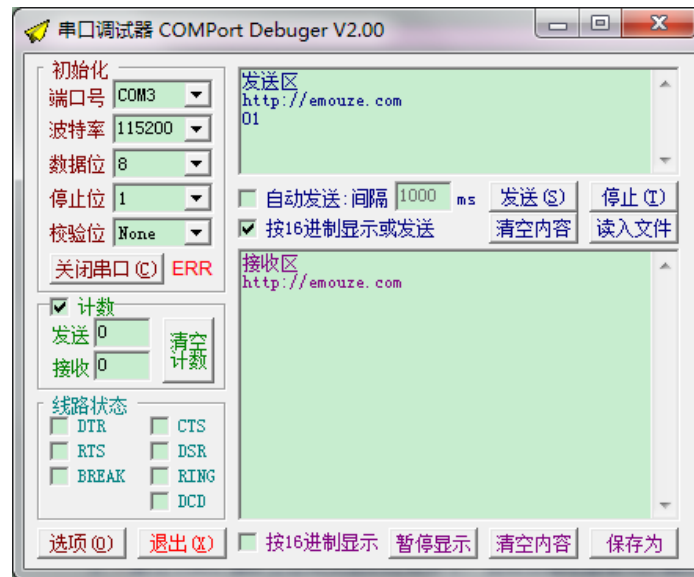 串口调试器 COMPort Debuger V2.00
初始化
端口号 COM3
波特率 115200
数据位 8
停止位 1
校验位 None
关闭串口(C) ERR
计数
发送 0
接收 0
清空
计数
线路状态
DTR CTS
RTS DSR
BREAK RING
DCD
选项(O) 退出(X)
发送区
http://emouze.com
01
自动发送:间隔 1000 ms 发送(S) 停止(T)
按16进制显示或发送 清空内容 读入文件
接收区
http://emouze.com
按16进制显示 暂停显示 清空内容 保存为